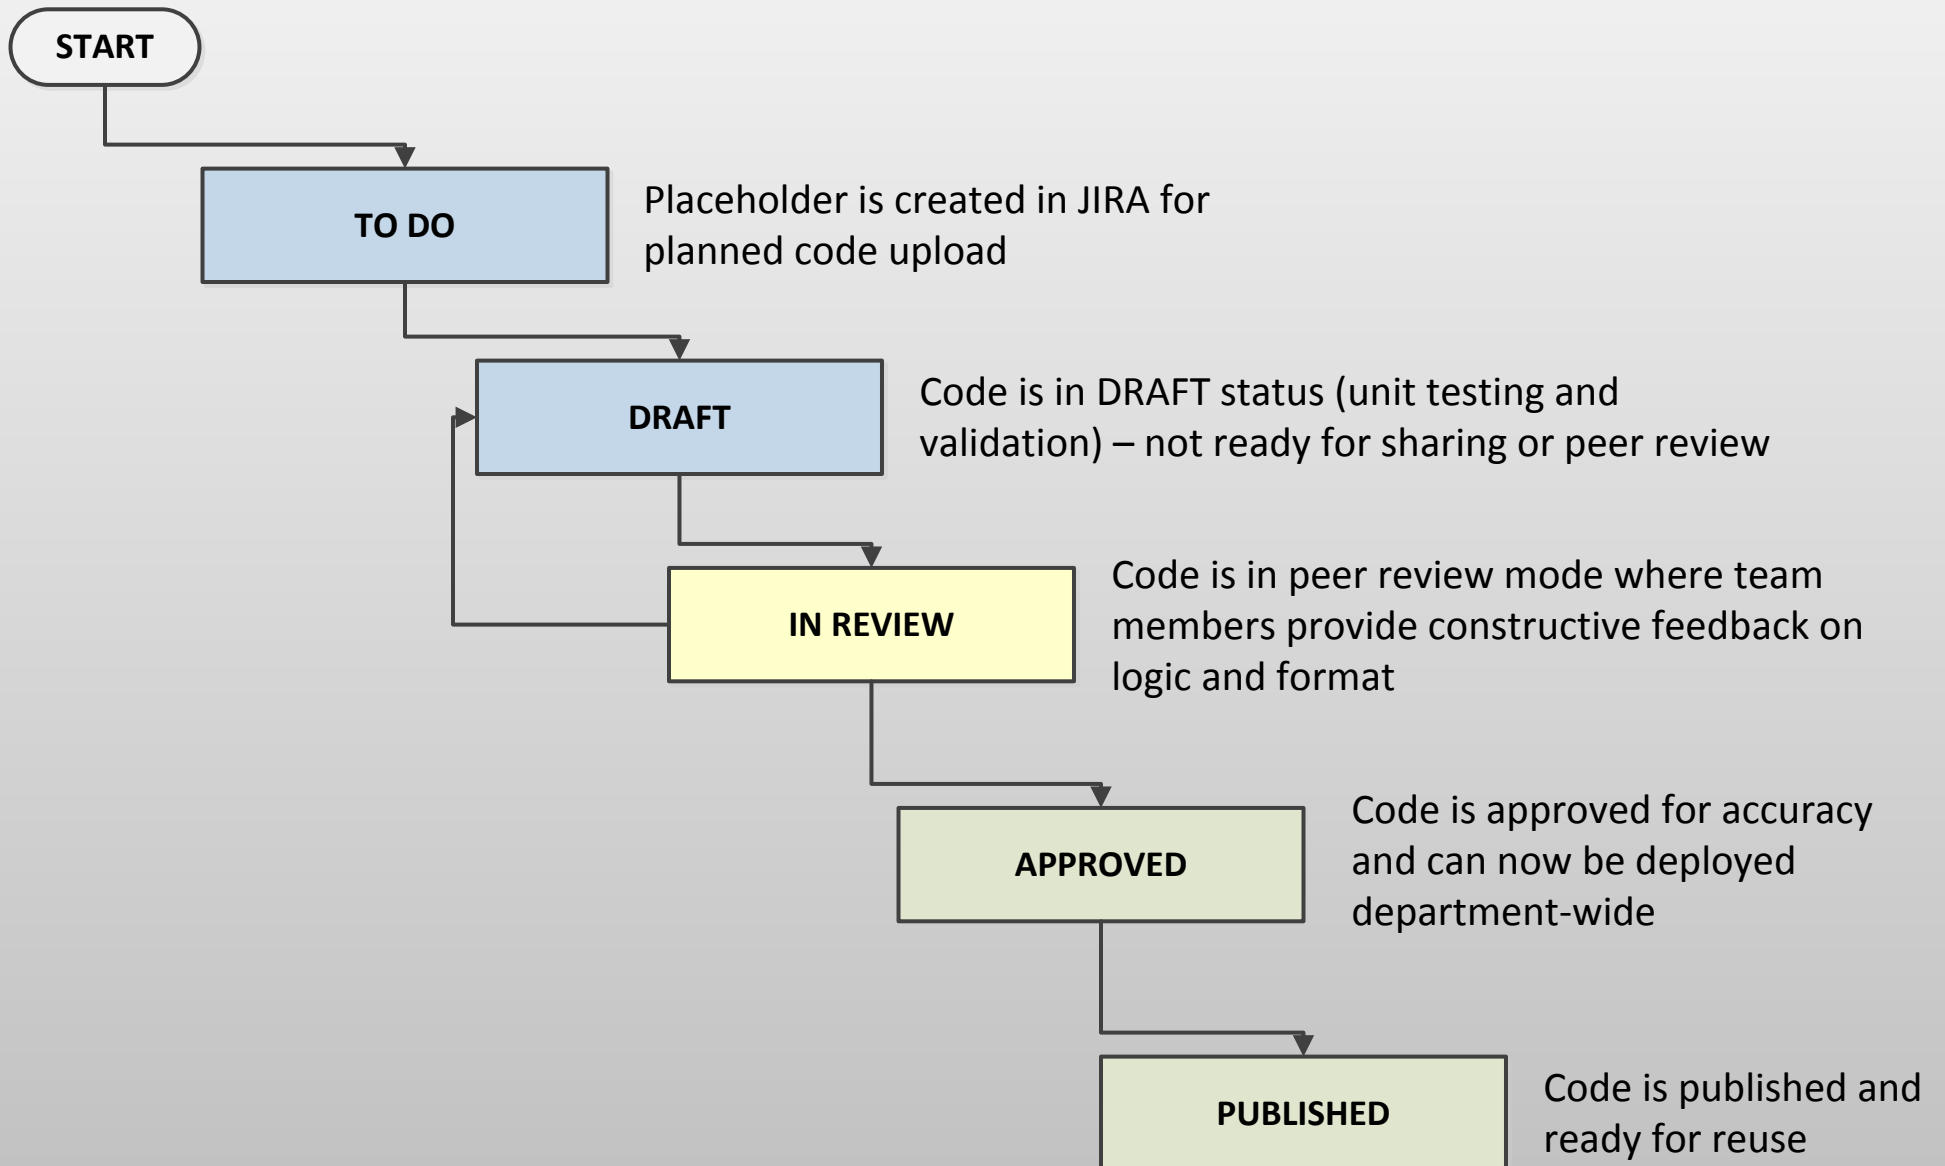 START
TO DO
Placeholder is created in JIRA for
planned code upload
DRAFT
Code is in DRAFT status (unit testing and
validation) – not ready for sharing or peer review
IN REVIEW
Code is in peer review mode where team
members provide constructive feedback on
logic and format
APPROVED
Code is approved for accuracy
and can now be deployed
department-wide
PUBLISHED
Code is published and
ready for reuse